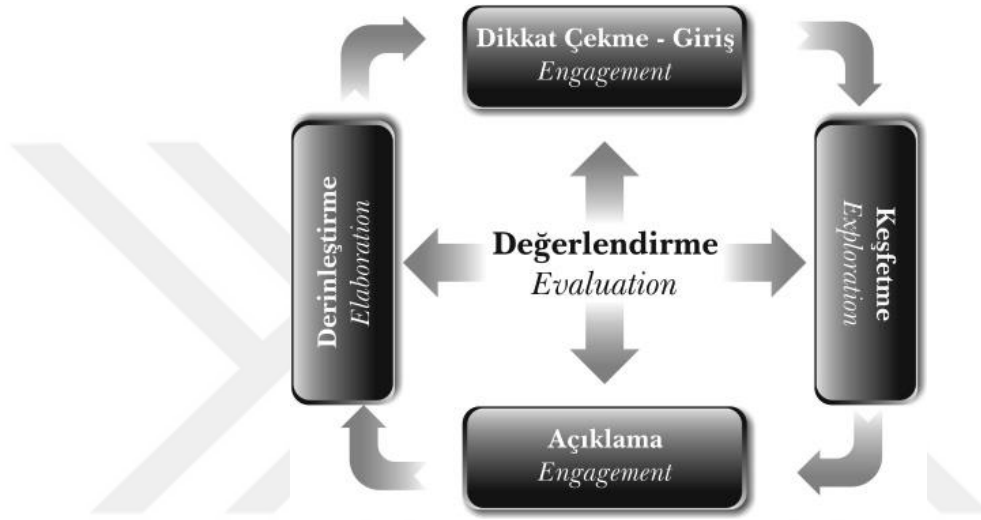 Dikkat Çekme - Giriş
Engagement
Derinleştirme
Elaboration
Değerlendirme
Evaluation
Keşfetme
Exploration
Açıklama
Engagement